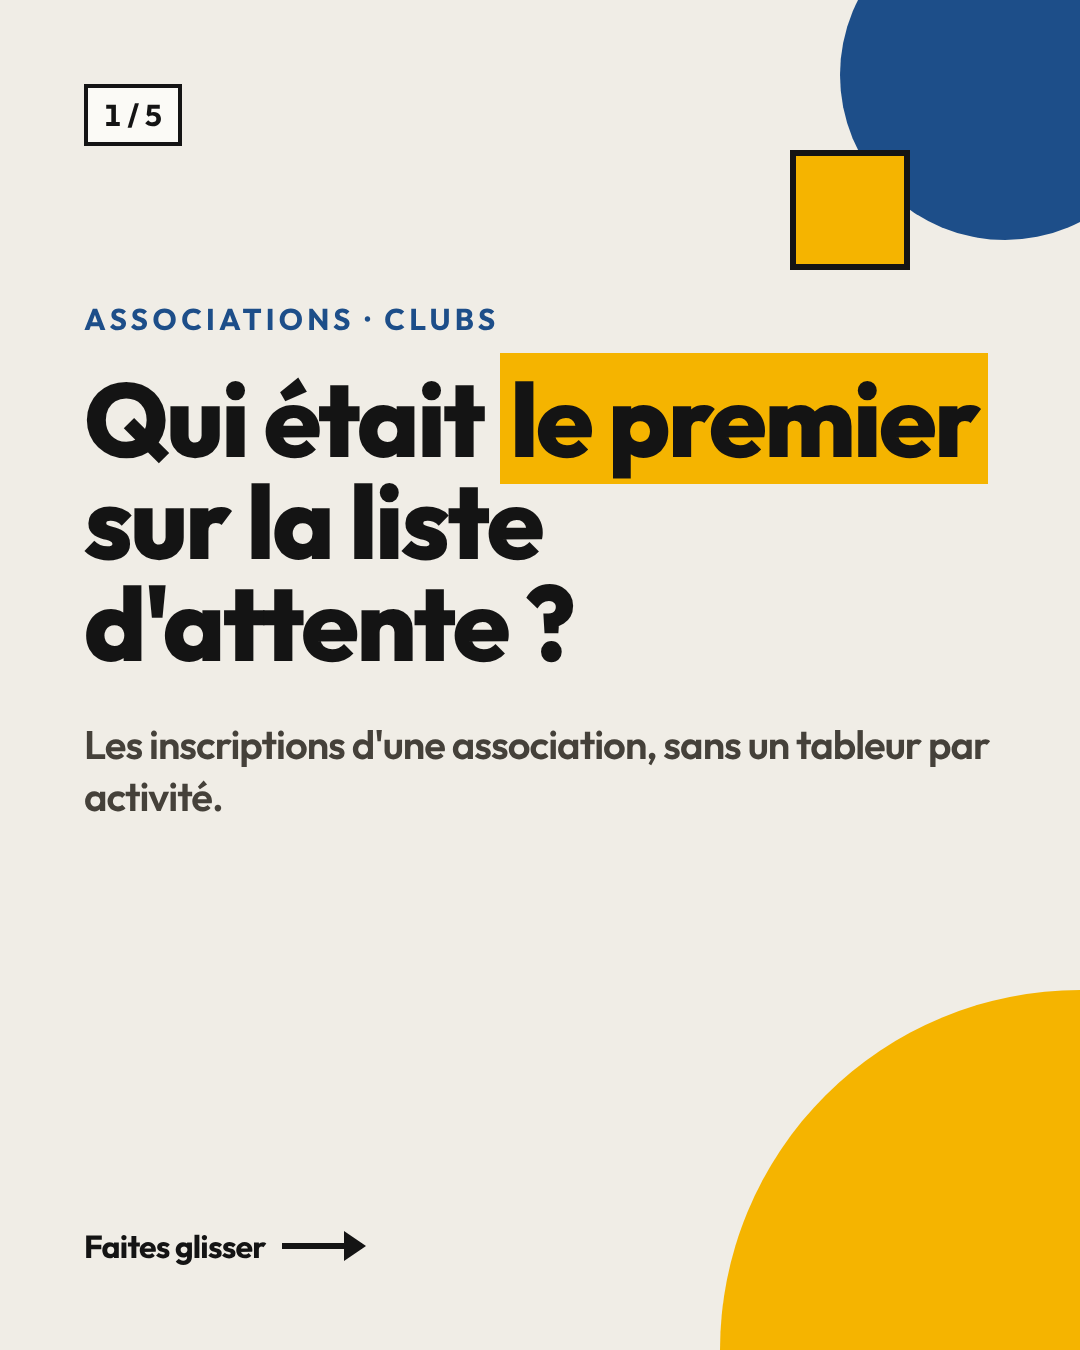 1 / 5
ASSOCIATIONS · CLUBS
Qui était le premier
sur la liste
d'attente ?
Les inscriptions d'une association, sans un tableur par
activité.
Faites glisser